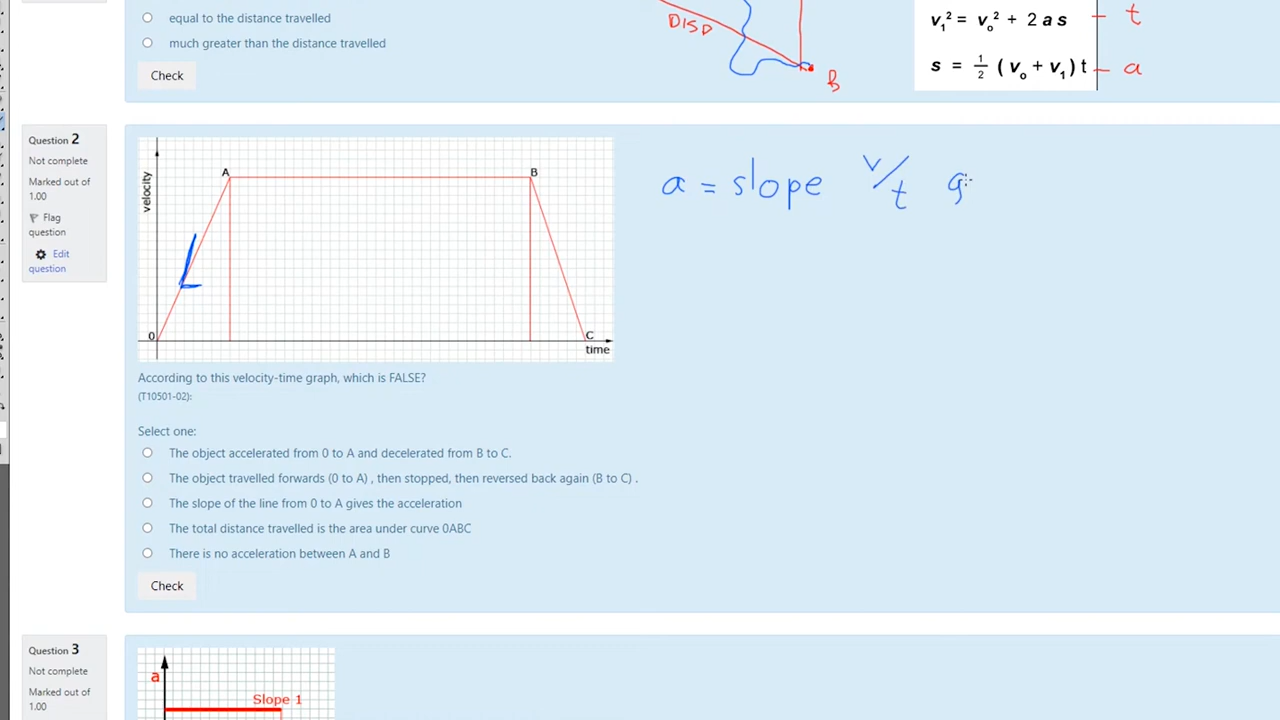 equal to the distance travelled
much greater than the distance travelled
Check
DISD
B
v₁² = v₀² + 2 a s – t
s = ½ ( v₀ + v₁ ) t – a
Question 2
Not complete
Marked out of
1.00
Flag
question
Edit
question
velocity
A
B
0
C
time
a = slope v/t g
According to this velocity-time graph, which is FALSE?
(T10501-02):
Select one:
The object accelerated from 0 to A and decelerated from B to C.
The object travelled forwards (0 to A) , then stopped, then reversed back again (B to C) .
The slope of the line from 0 to A gives the acceleration
The total distance travelled is the area under curve 0ABC
There is no acceleration between A and B
Check
Question 3
Not complete
Marked out of
1.00
a
Slope 1